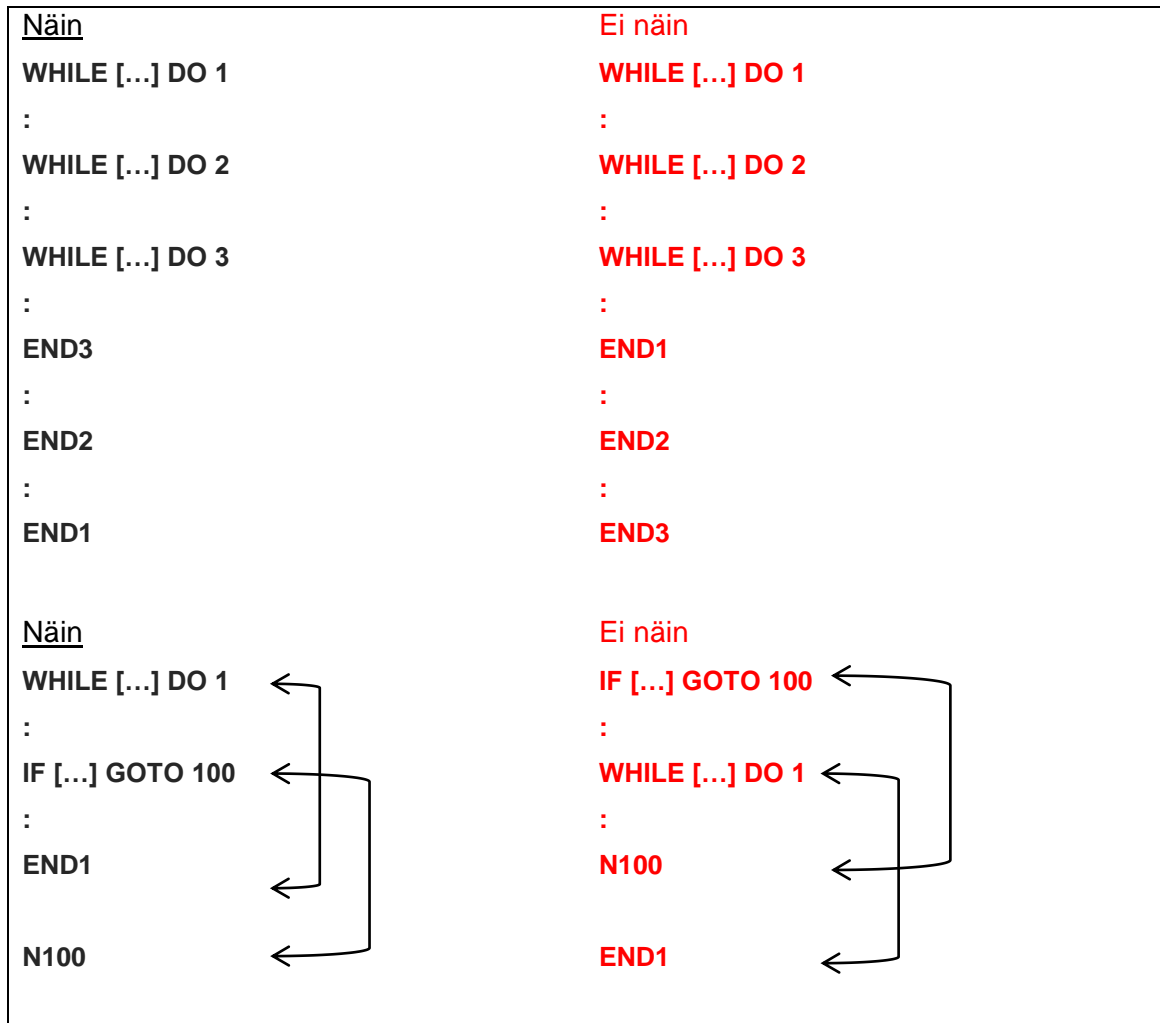 Näin
WHILE […] DO 1
:
WHILE […] DO 2
:
WHILE […] DO 3
:
END3
:
END2
:
END1
Ei näin
WHILE […] DO 1
:
WHILE […] DO 2
:
WHILE […] DO 3
:
END1
:
END2
:
END3
Näin
WHILE […] DO 1
:
IF […] GOTO 100
:
END1
N100
Ei näin
IF […] GOTO 100
:
WHILE […] DO 1
:
N100
END1